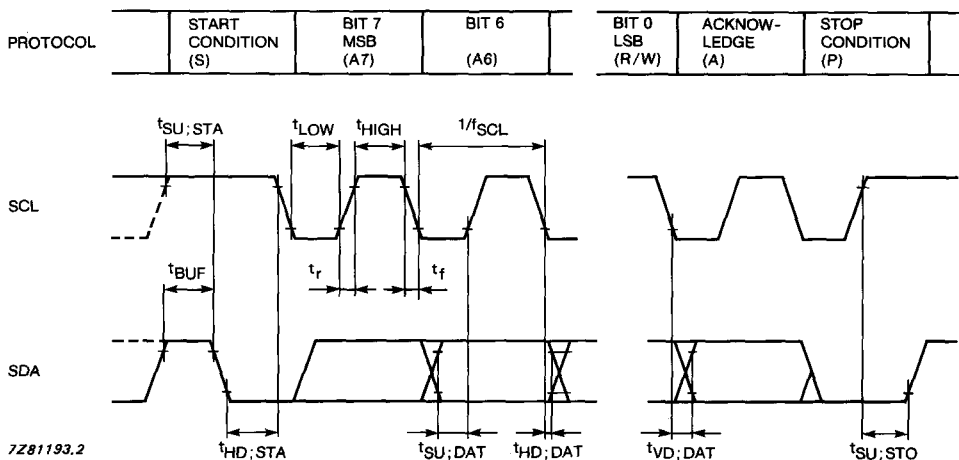 PROTOCOL
START
CONDITION
(S)
BIT 7
MSB
(A7)
BIT 6
(A6)
BIT 0
LSB
(R/W)
ACKNOW-
LEDGE
(A)
STOP
CONDITION
(P)
tSU;STA
tLOW
tHIGH
1/fSCL
SCL
tBUF
tr
tf
SDA
tHD;STA
tSU;DAT
tHD;DAT
tVD;DAT
tSU;STO
7Z81193.2